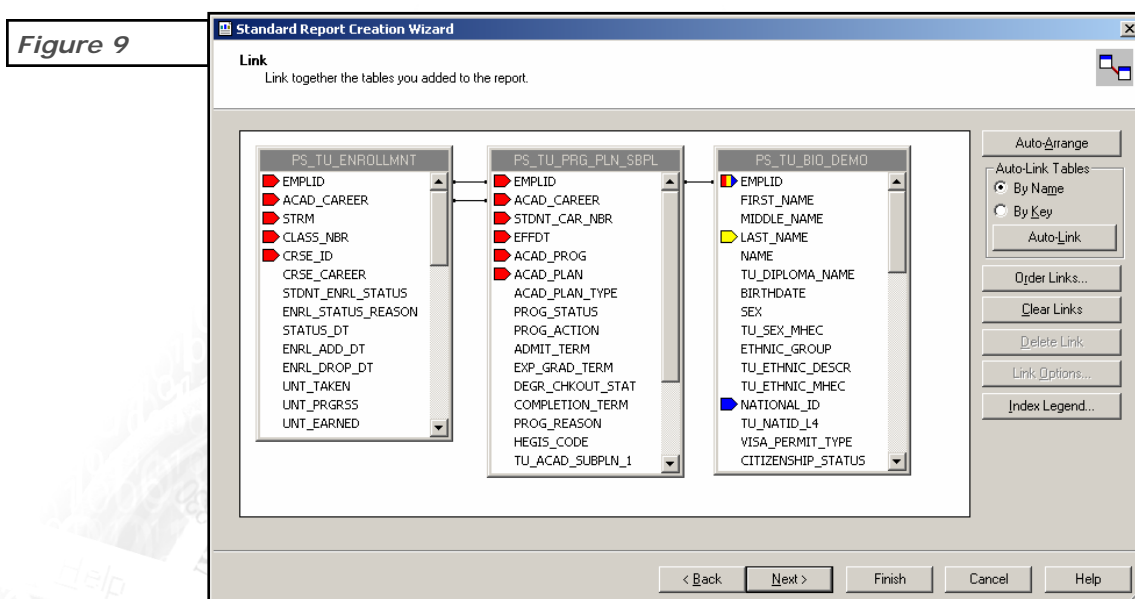 Figure 9
Standard Report Creation Wizard
Link
Link together the tables you added to the report.
PS_TU_ENROLLMNT
EMPLID
ACAD_CAREER
STRM
CLASS_NBR
CRSE_ID
CRSE_CAREER
STDNT_ENRL_STATUS
ENRL_STATUS_REASON
STATUS_DT
ENRL_ADD_DT
ENRL_DROP_DT
UNT_TAKEN
UNT_PRGRSS
UNT_EARNED
PS_TU_PRG_PLN_SBPL
EMPLID
ACAD_CAREER
STDNT_CAR_NBR
EFFDT
ACAD_PROG
ACAD_PLAN
ACAD_PLAN_TYPE
PROG_STATUS
PROG_ACTION
ADMIT_TERM
EXP_GRAD_TERM
DEGR_CHKOUT_STAT
COMPLETION_TERM
PROG_REASON
HEGIS_CODE
TU_ACAD_SUBPLN_1
PS_TU_BIO_DEMO
EMPLID
FIRST_NAME
MIDDLE_NAME
LAST_NAME
NAME
TU_DIPLOMA_NAME
BIRTHDATE
SEX
TU_SEX_MHEC
ETHNIC_GROUP
TU_ETHNIC_DESCR
TU_ETHNIC_MHEC
NATIONAL_ID
TU_NATID_L4
VISA_PERMIT_TYPE
CITIZENSHIP_STATUS
Auto-Arrange
Auto-Link Tables
By Name
By Key
Auto-Link
Order Links...
Clear Links
Delete Link
Link Options...
Index Legend...
< Back
Next >
Finish
Cancel
Help